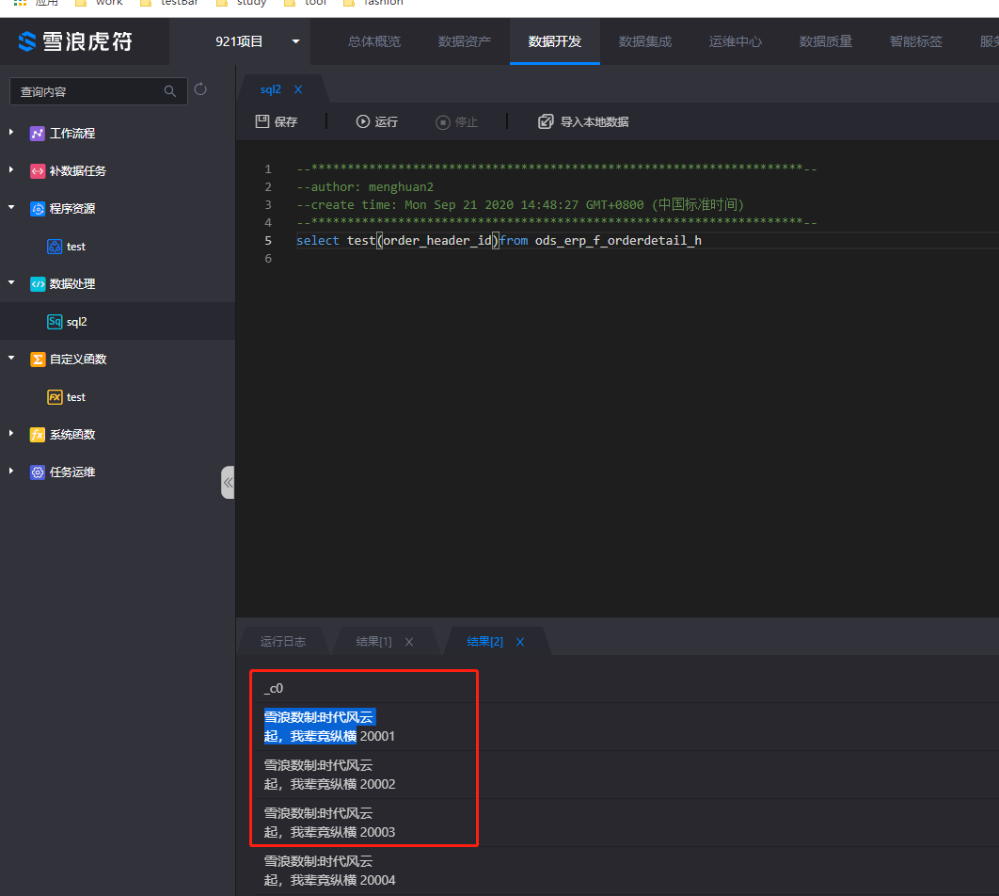 应用 work testBar study tool fashion
雪浪虎符 921项目 总体概览 数据资产 数据开发 数据集成 运维中心 数据质量 智能标签 服务
查询内容
工作流程
补数据任务
程序资源
test
数据处理
sql2
自定义函数
test
系统函数
任务运维
sql2
保存 运行 停止 导入本地数据
1 --********************************************************************--
2 --author: menghuan2
3 --create time: Mon Sep 21 2020 14:48:27 GMT+0800 (中国标准时间)
4 --********************************************************************--
5 select test(order_header_id)from ods_erp_f_orderdetail_h
6
运行日志 结果[1] 结果[2]
_c0
雪浪数制:时代风云
起，我辈竞纵横 20001
雪浪数制:时代风云
起，我辈竞纵横 20002
雪浪数制:时代风云
起，我辈竞纵横 20003
雪浪数制:时代风云
起，我辈竞纵横 20004